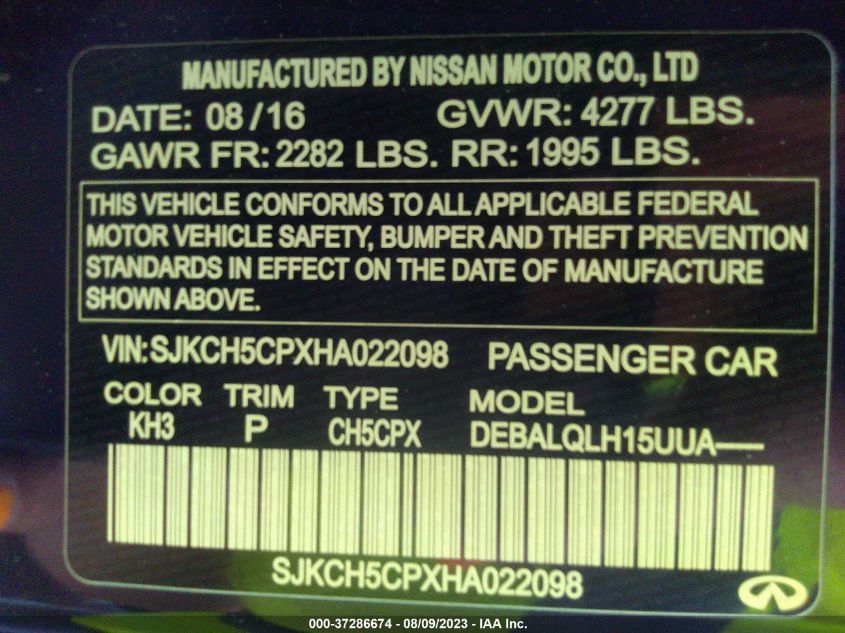 MANUFACTURED BY NISSAN MOTOR CO., LTD
DATE: 08/16 GVWR: 4277 LBS.
GAWR FR: 2282 LBS. RR: 1995 LBS.
THIS VEHICLE CONFORMS TO ALL APPLICABLE FEDERAL
MOTOR VEHICLE SAFETY, BUMPER AND THEFT PREVENTION
STANDARDS IN EFFECT ON THE DATE OF MANUFACTURE
SHOWN ABOVE.
VIN:SJKCH5CPXHA022098 PASSENGER CAR
COLOR TRIM TYPE MODEL
KH3 P CH5CPX DEBALQLH15UUA——
SJKCH5CPXHA022098
000-37286674 - 08/09/2023 - IAA Inc.